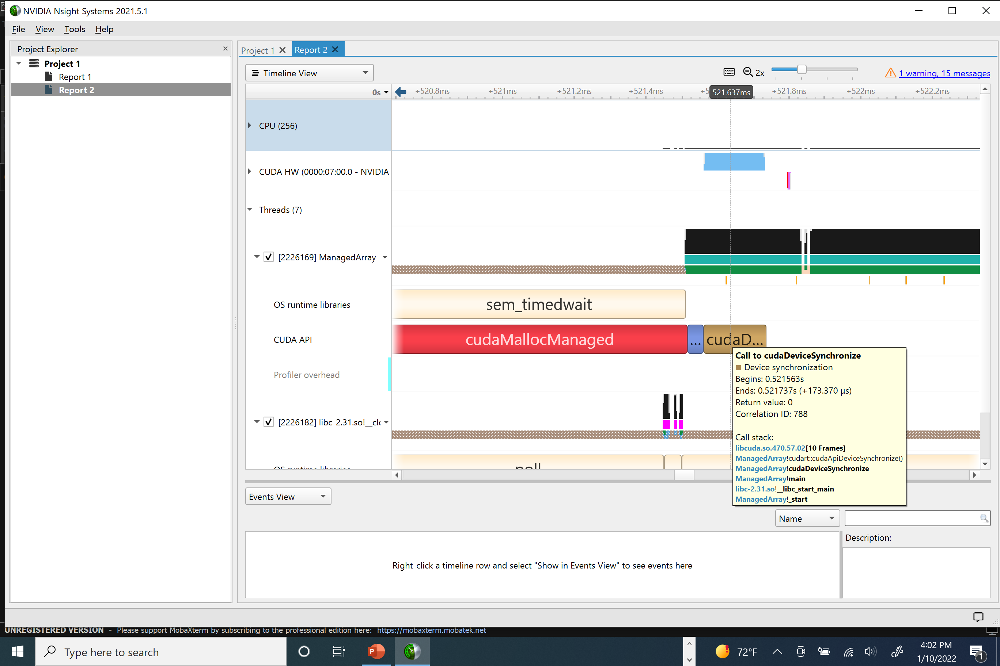 NVIDIA Nsight Systems 2021.5.1
File View Tools Help
Project Explorer
Project 1
Report 1
Report 2
Project 1 Report 2
Timeline View
2x
1 warning, 15 messages
0s
+520.8ms +521ms +521.2ms +521.4ms +5 521.637ms +521.8ms +522ms +522.2ms
CPU (256)
CUDA HW (0000:07:00.0 - NVIDIA
Threads (7)
[2226169] ManagedArray
OS runtime libraries
sem_timedwait
CUDA API
cudaMallocManaged
...
cudaD...
Call to cudaDeviceSynchronize
Device synchronization
Begins: 0.521563s
Ends: 0.521737s (+173.370 μs)
Return value: 0
Correlation ID: 788
Call stack:
libcuda.so.470.57.02[10 Frames]
ManagedArray!cudart::cudaApiDeviceSynchronize()
ManagedArray!cudaDeviceSynchronize
ManagedArray!main
libc-2.31.so!__libc_start_main
ManagedArray!_start
Profiler overhead
[2226182] libc-2.31.so!__clo
OS runtime libraries
poll
Events View
Name
Description:
Right-click a timeline row and select "Show in Events View" to see events here
UNREGISTERED VERSION - Please support MobaXterm by subscribing to the professional edition here: https://mobaxterm.mobatek.net
Type here to search
P
72°F
4:02 PM
1/10/2022
1